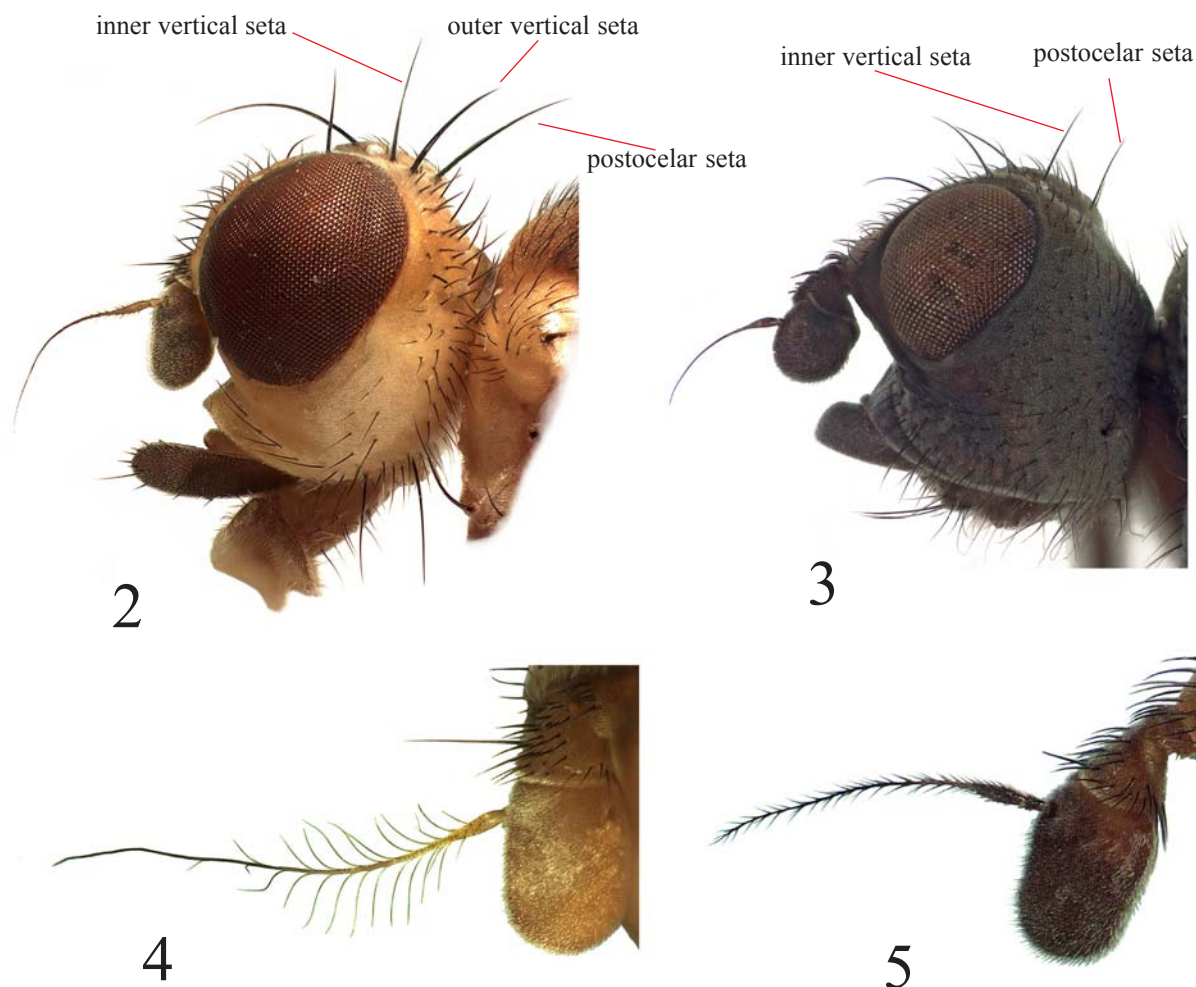 inner vertical seta
outer vertical seta
postocelar seta
inner vertical seta
postocelar seta
2
3
4
5